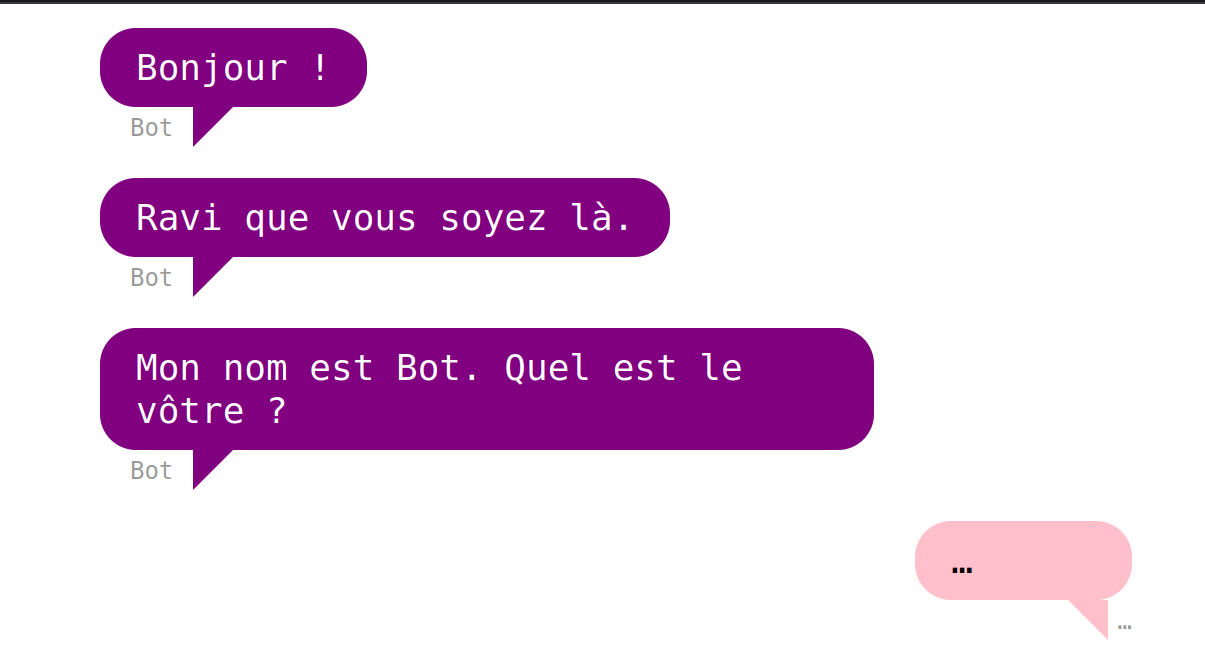 Bonjour !
Bot
Ravi que vous soyez là.
Bot
Mon nom est Bot. Quel est le
vôtre ?
Bot
…
…